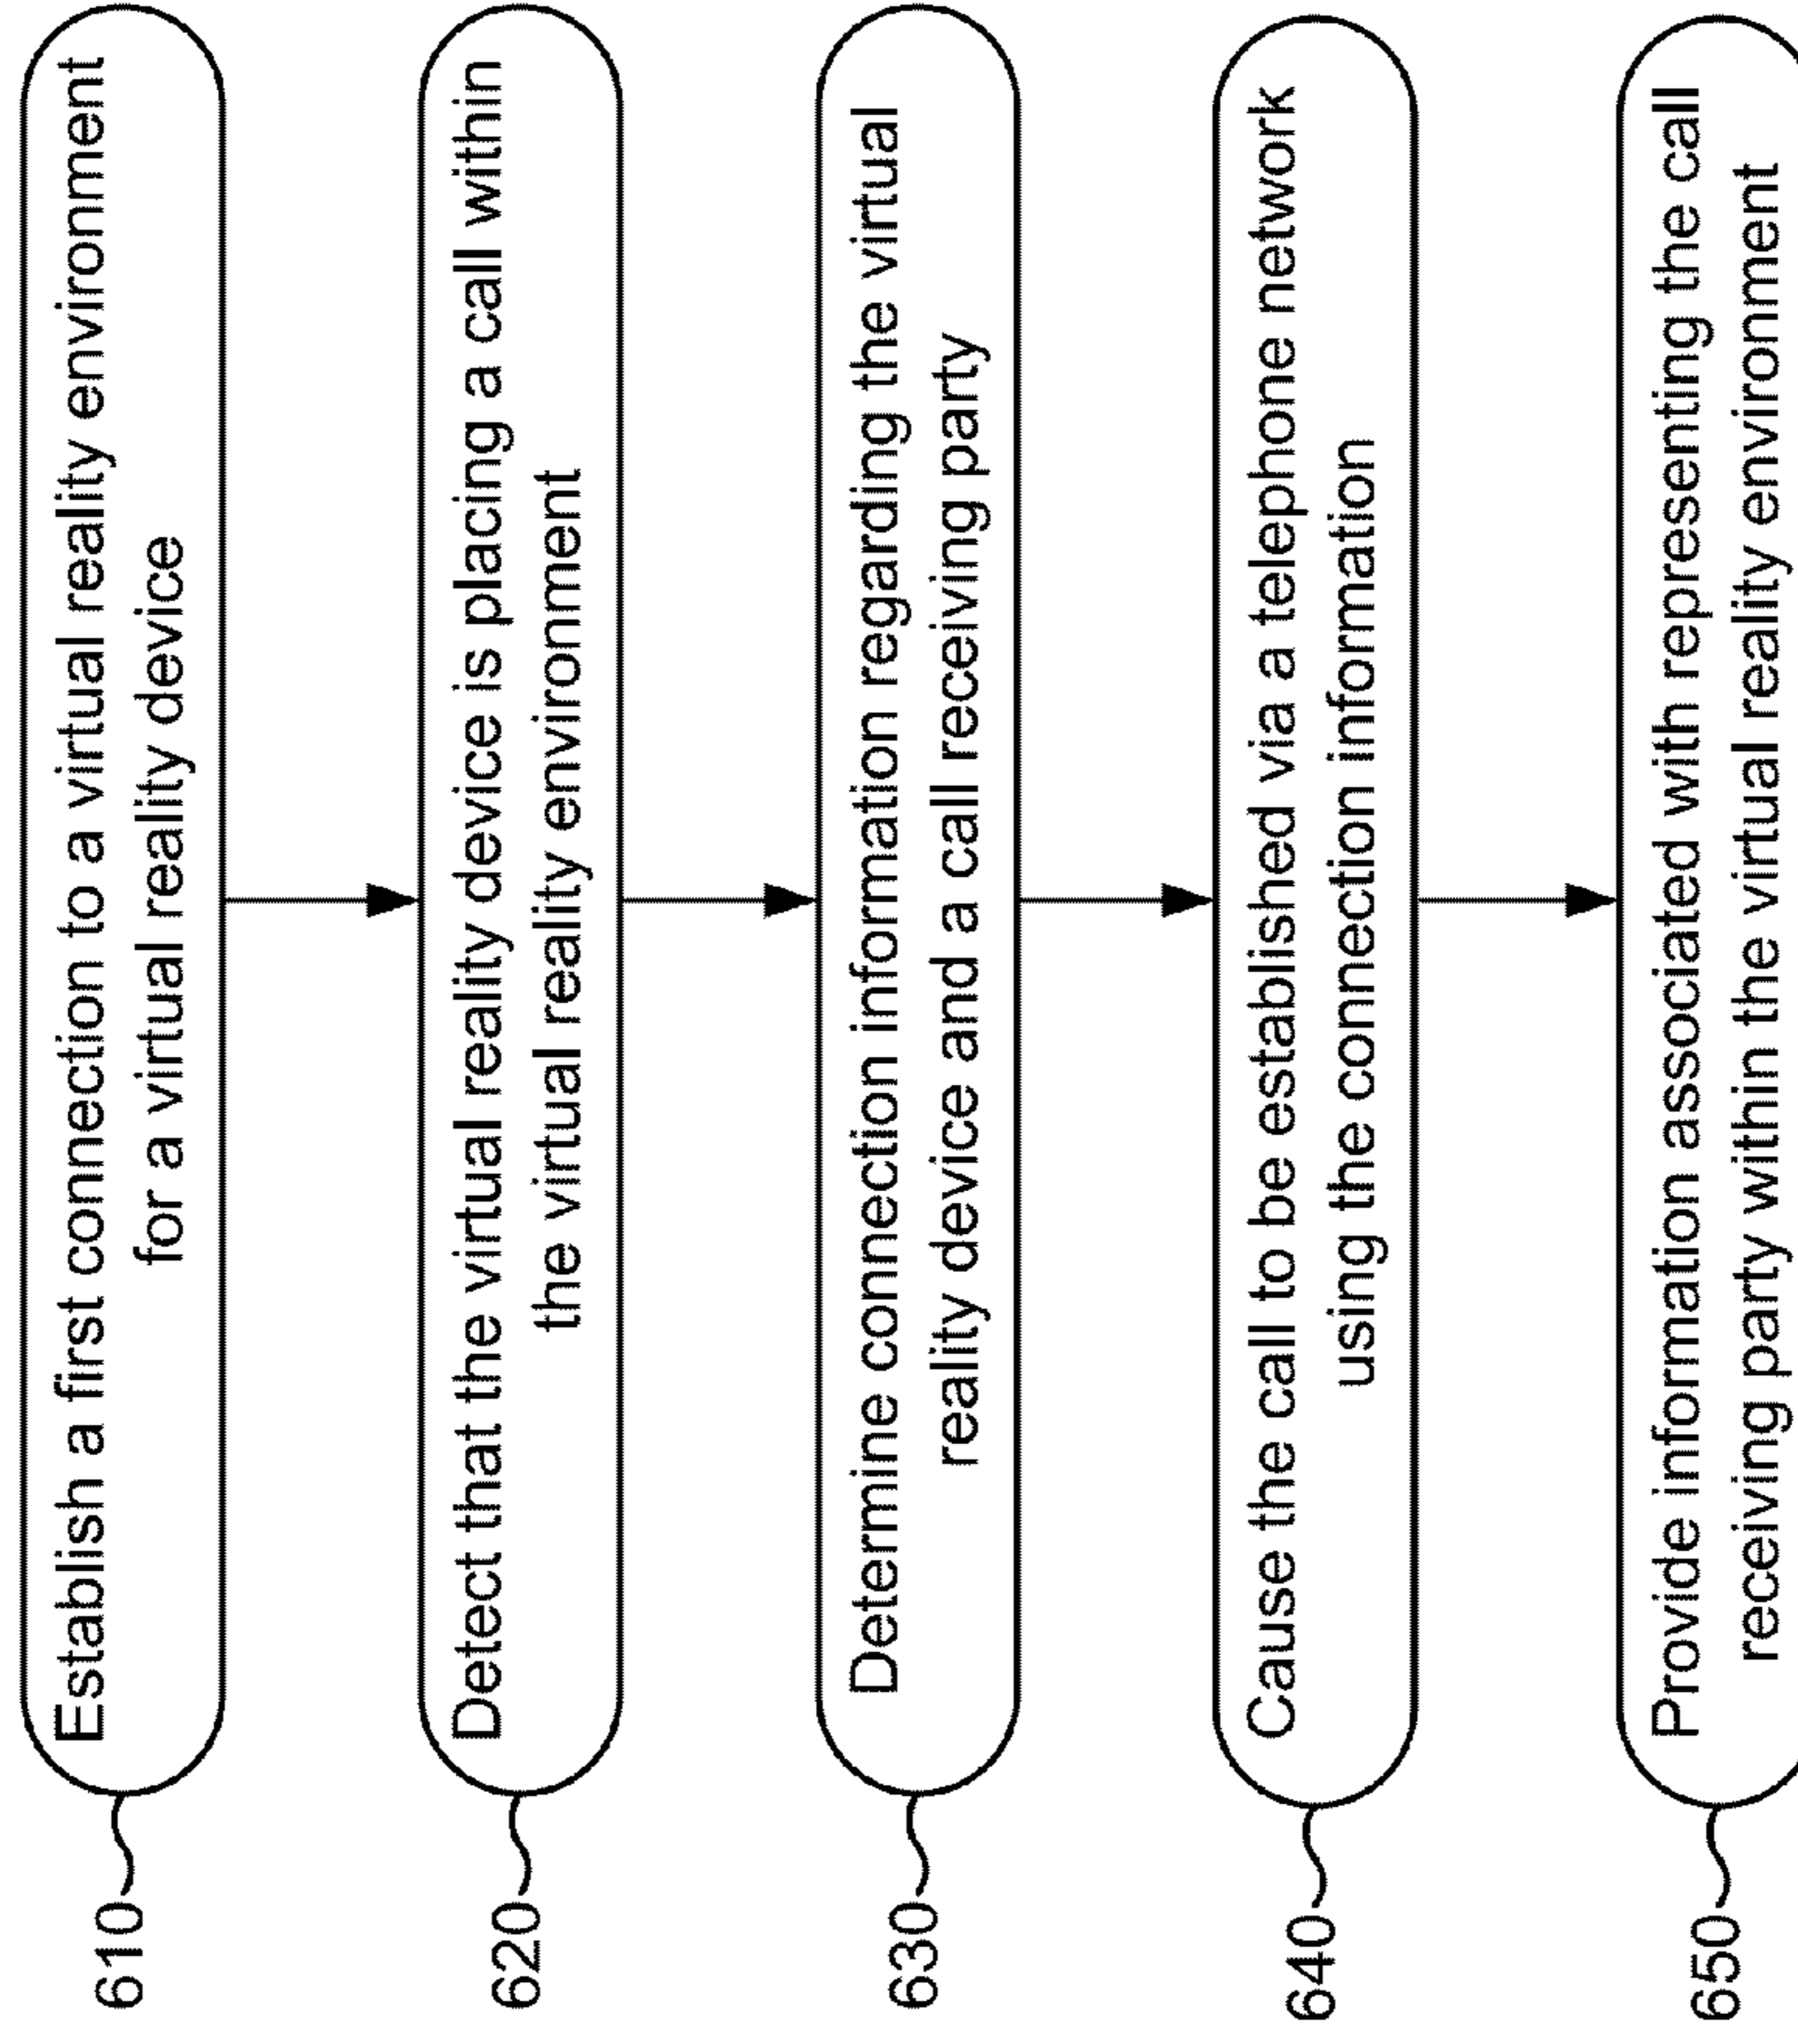 610
Establish a first connection to a virtual reality environment
for a virtual reality device
620
Detect that the virtual reality device is placing a call within
the virtual reality environment
630
Determine connection information regarding the virtual
reality device and a call receiving party
640
Cause the call to be established via a telephone network
using the connection information
650
Provide information associated with representing the call
receiving party within the virtual reality environment